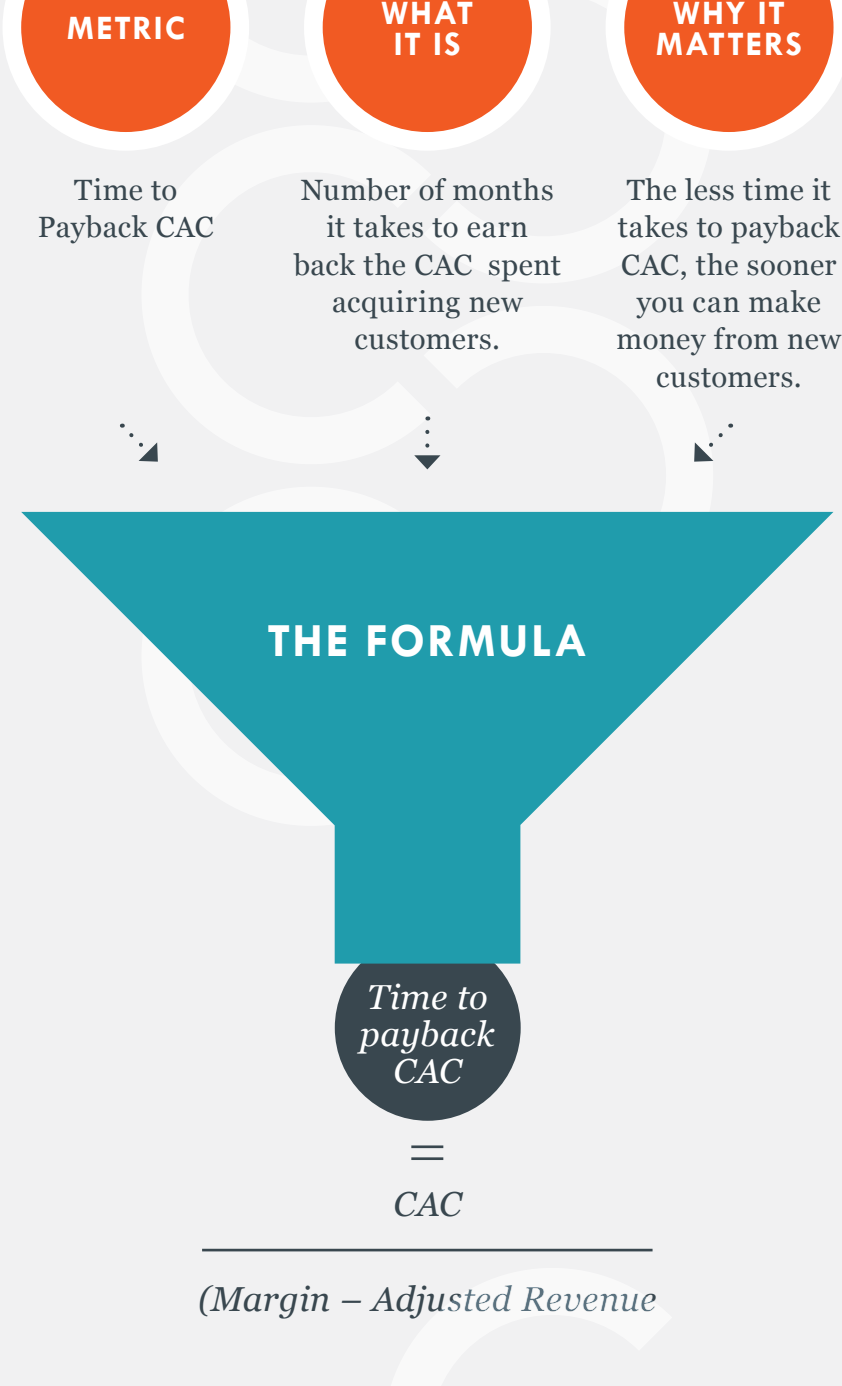 METRIC
WHAT
IT IS
WHY IT
MATTERS
Time to
Payback CAC
Number of months
it takes to earn
back the CAC spent
acquiring new
customers.
The less time it
takes to payback
CAC, the sooner
you can make
money from new
customers.
THE FORMULA
Time to
payback
CAC
=
CAC
(Margin – Adjusted Revenue